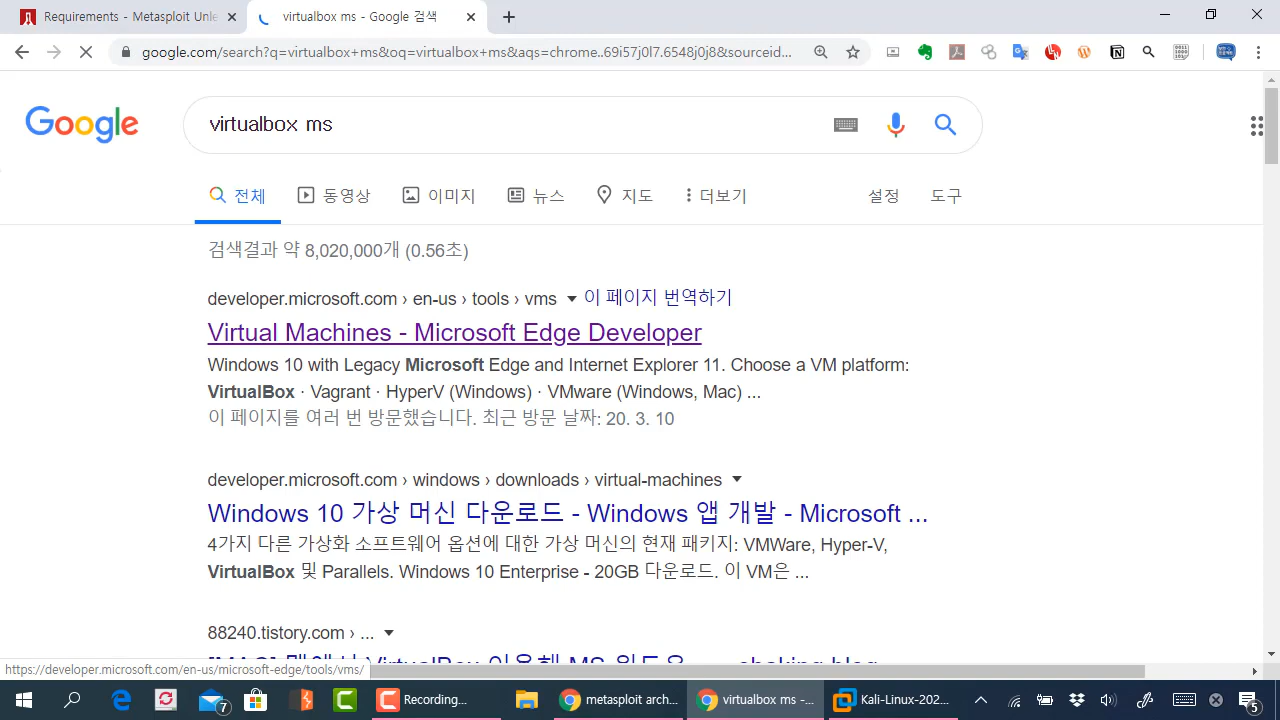 Requirements - Metasploit Unle
virtualbox ms - Google 검색
google.com/search?q=virtualbox+ms&oq=virtualbox+ms&aqs=chrome..69i57j0l7.6548j0j8&sourceid...
Google
virtualbox ms
전체
동영상
이미지
뉴스
지도
더보기
설정
도구
검색결과 약 8,020,000개 (0.56초)
developer.microsoft.com › en-us › tools › vms 이 페이지 번역하기
Virtual Machines - Microsoft Edge Developer
Windows 10 with Legacy Microsoft Edge and Internet Explorer 11. Choose a VM platform:
VirtualBox · Vagrant · HyperV (Windows) · VMware (Windows, Mac) ...
이 페이지를 여러 번 방문했습니다. 최근 방문 날짜: 20. 3. 10
developer.microsoft.com › windows › downloads › virtual-machines
Windows 10 가상 머신 다운로드 - Windows 앱 개발 - Microsoft ...
4가지 다른 가상화 소프트웨어 옵션에 대한 가상 머신의 현재 패키지: VMWare, Hyper-V,
VirtualBox 및 Parallels. Windows 10 Enterprise - 20GB 다운로드. 이 VM은 ...
88240.tistory.com › ...
https://developer.microsoft.com/en-us/microsoft-edge/tools/vms/
7
Recording...
metasploit arch...
virtualbox ms -...
Kali-Linux-202...
5